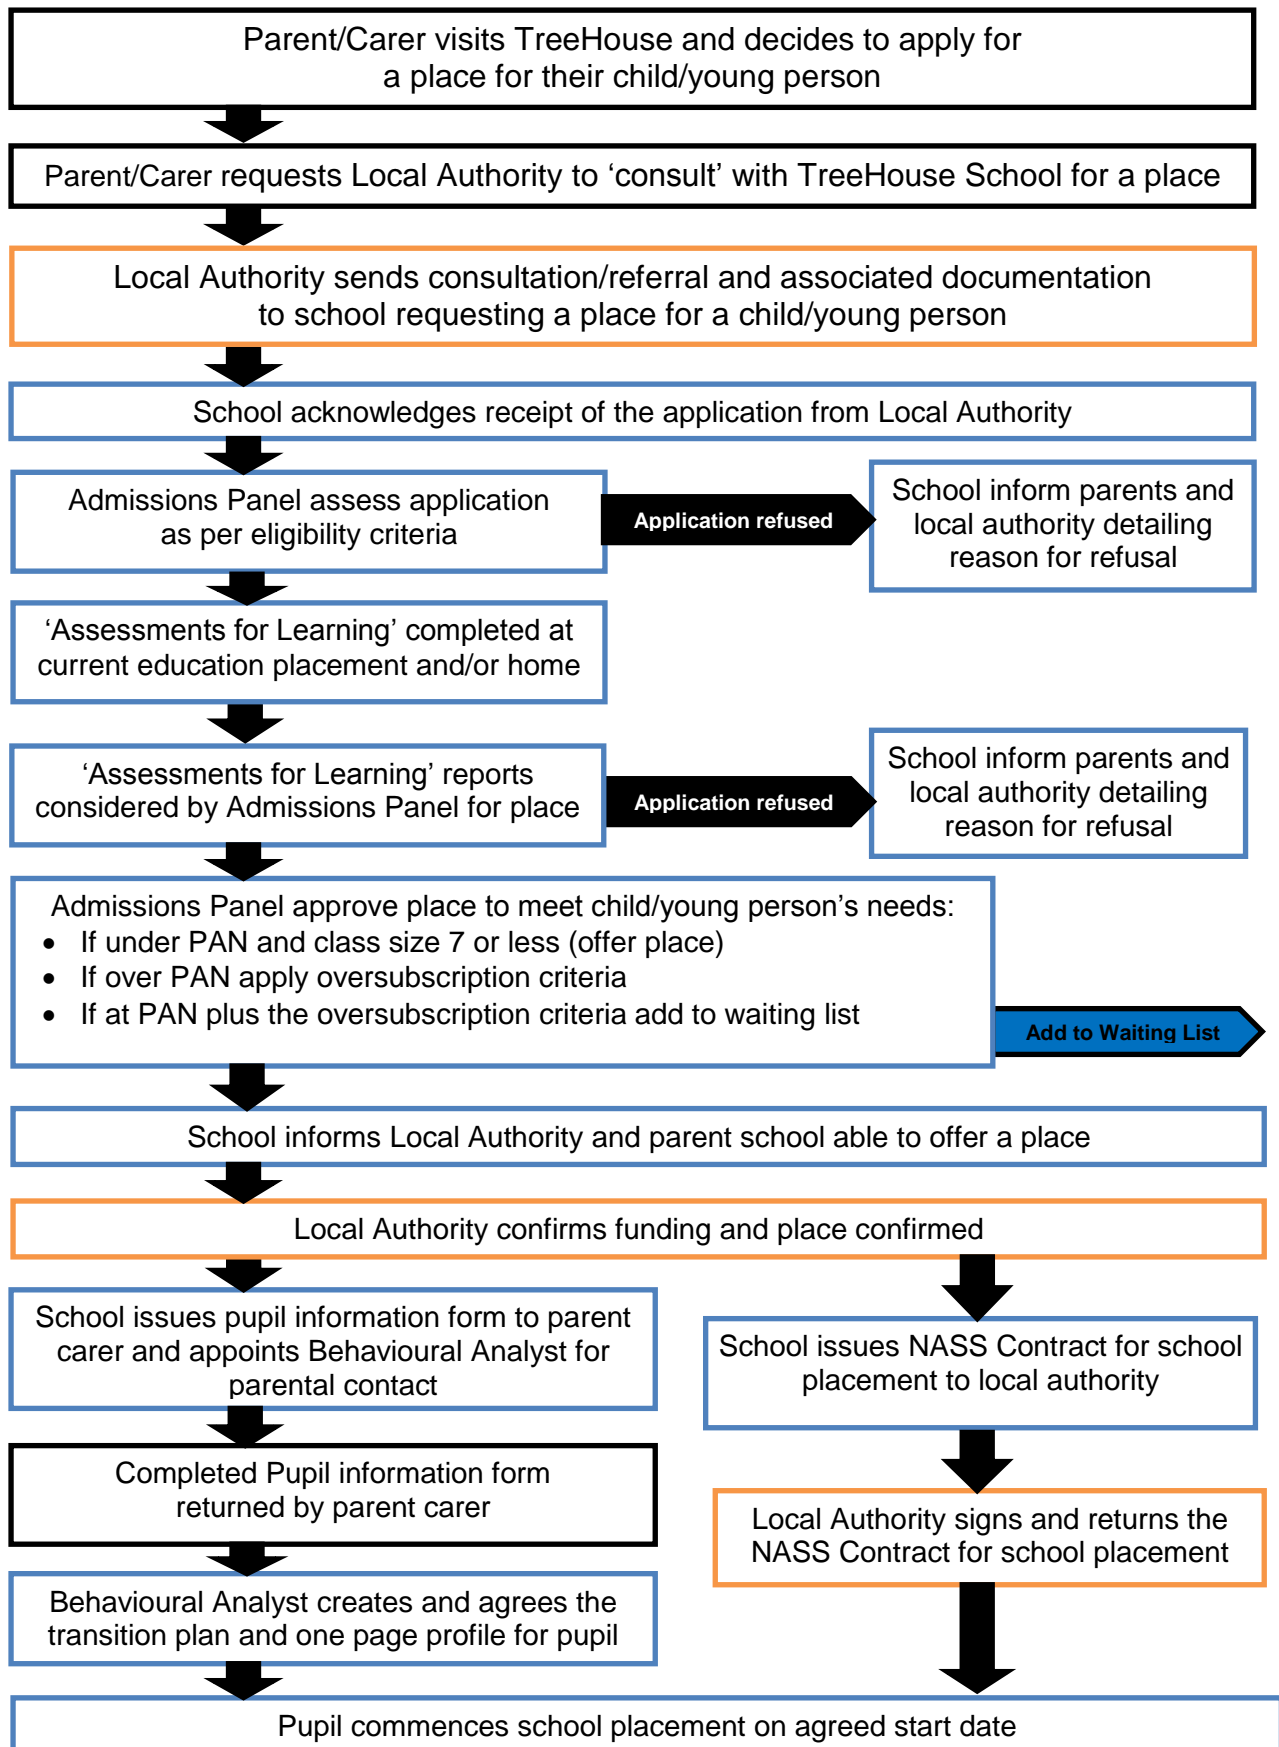 Parent/Carer visits TreeHouse and decides to apply for
a place for their child/young person
Parent/Carer requests Local Authority to ‘consult’ with TreeHouse School for a place
Local Authority sends consultation/referral and associated documentation
to school requesting a place for a child/young person
School acknowledges receipt of the application from Local Authority
Admissions Panel assess application
as per eligibility criteria
Application refused
School inform parents and
local authority detailing
reason for refusal
‘Assessments for Learning’ completed at
current education placement and/or home
‘Assessments for Learning’ reports
considered by Admissions Panel for place
Application refused
School inform parents and
local authority detailing
reason for refusal
Admissions Panel approve place to meet child/young person’s needs:
• If under PAN and class size 7 or less (offer place)
• If over PAN apply oversubscription criteria
• If at PAN plus the oversubscription criteria add to waiting list
Add to Waiting List
School informs Local Authority and parent school able to offer a place
Local Authority confirms funding and place confirmed
School issues pupil information form to parent
carer and appoints Behavioural Analyst for
parental contact
School issues NASS Contract for school
placement to local authority
Completed Pupil information form
returned by parent carer
Local Authority signs and returns the
NASS Contract for school placement
Behavioural Analyst creates and agrees the
transition plan and one page profile for pupil
Pupil commences school placement on agreed start date